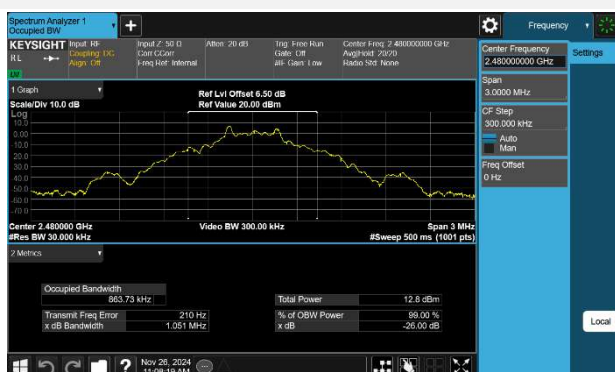 Spectrum Analyzer 1
Occupied BW
+
Frequency
KEYSIGHT Input: RF Input Z: 50 Ω Atten: 20 dB Trig: Free Run Center Freq: 2.480000000 GHz
RL Coupling: DC Corr CCorr Gate: Off Avg|Hold: 20/20
Align: Off Freq Ref: Internal #IF Gain: Low Radio Std: None
Center Frequency
2.480000000 GHz
Settings
Span
3.0000 MHz
CF Step
300.000 kHz
Auto
Man
Freq Offset
0 Hz
Local
1 Graph
Ref Lvl Offset 6.50 dB
Scale/Div 10.0 dB Ref Value 20.00 dBm
Log
10.0
0.00
-10.0
-20.0
-30.0
-40.0
-50.0
-60.0
-70.0
Center 2.480000 GHz Video BW 300.00 kHz Span 3 MHz
#Res BW 30.000 kHz #Sweep 500 ms (1001 pts)
2 Metrics
Occupied Bandwidth
863.73 kHz Total Power 12.8 dBm
Transmit Freq Error 210 Hz % of OBW Power 99.00 %
x dB Bandwidth 1.051 MHz x dB -26.00 dB
? Nov 26, 2024
11:08:19 AM